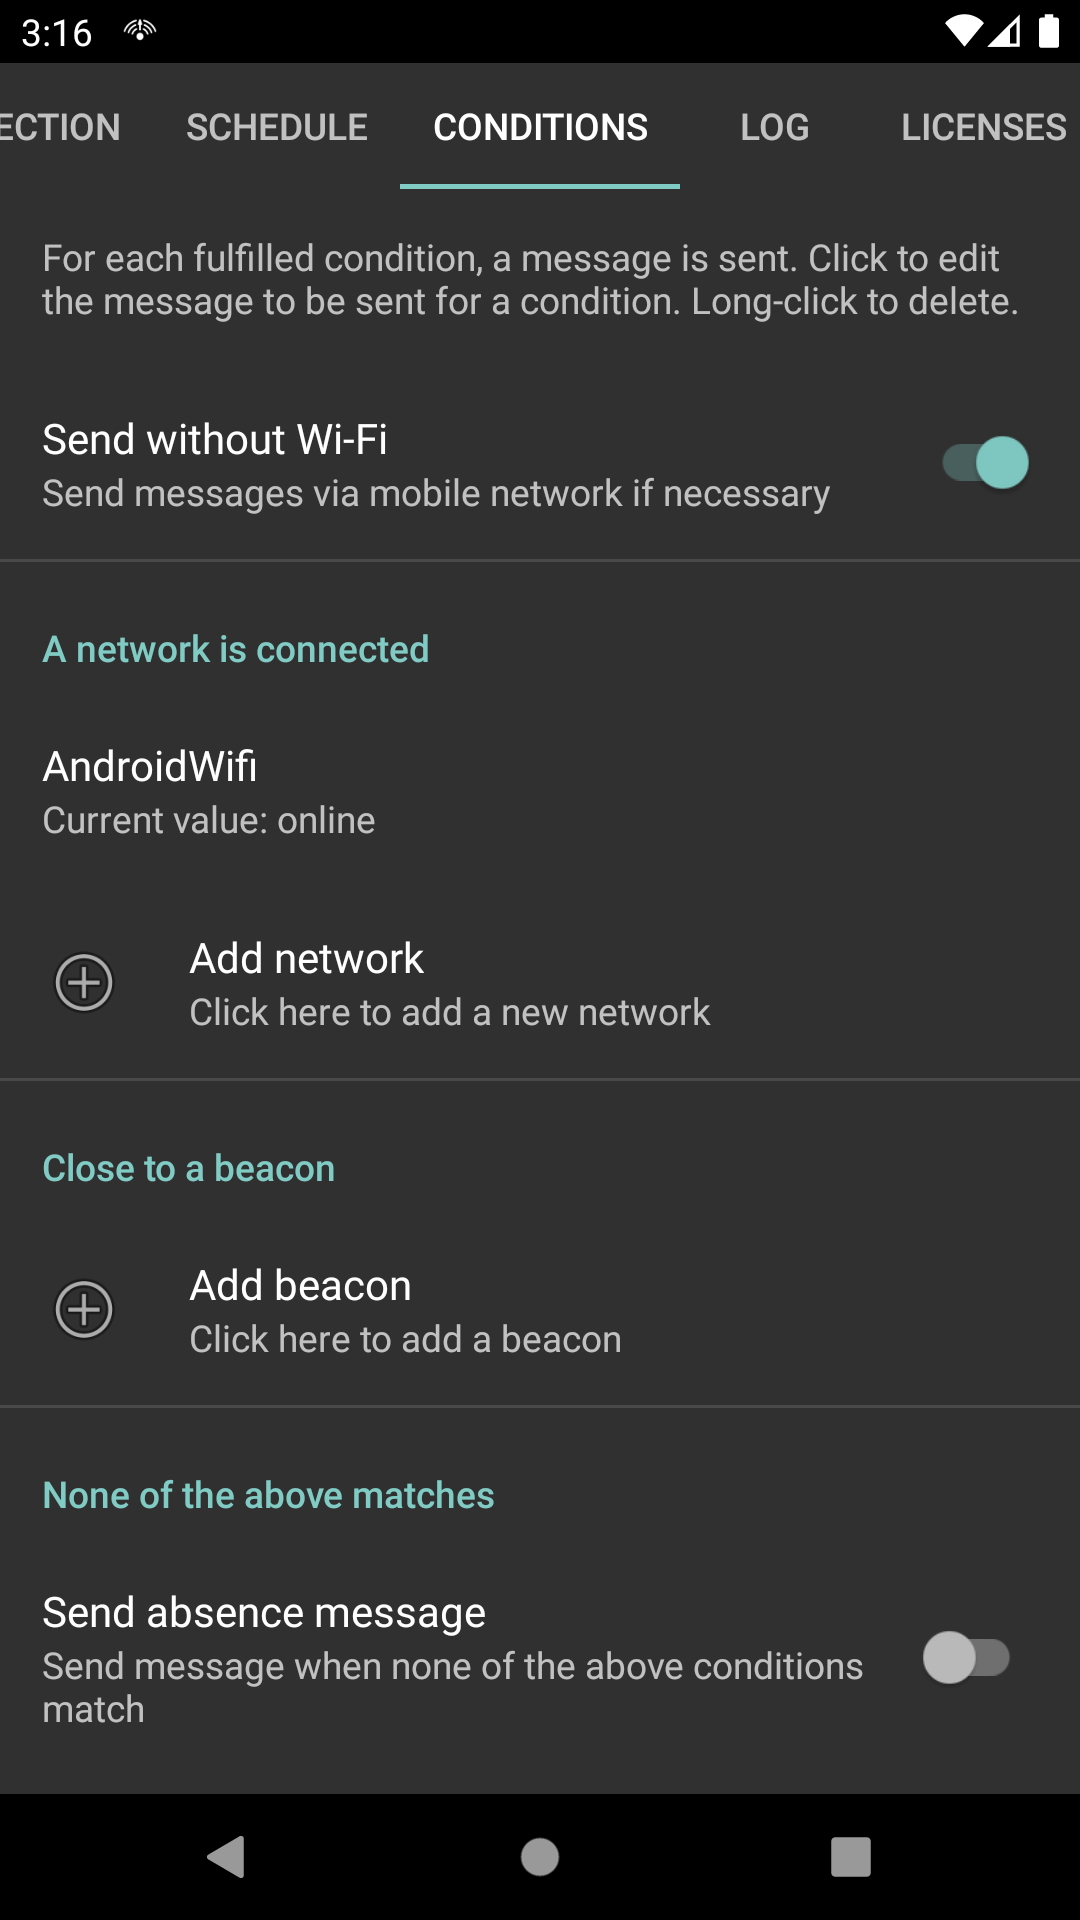 3:16
ECTION SCHEDULE CONDITIONS LOG LICENSES
For each fulfilled condition, a message is sent. Click to edit
the message to be sent for a condition. Long-click to delete.
Send without Wi-Fi
Send messages via mobile network if necessary
A network is connected
AndroidWifi
Current value: online
Add network
Click here to add a new network
Close to a beacon
Add beacon
Click here to add a beacon
None of the above matches
Send absence message
Send message when none of the above conditions
match